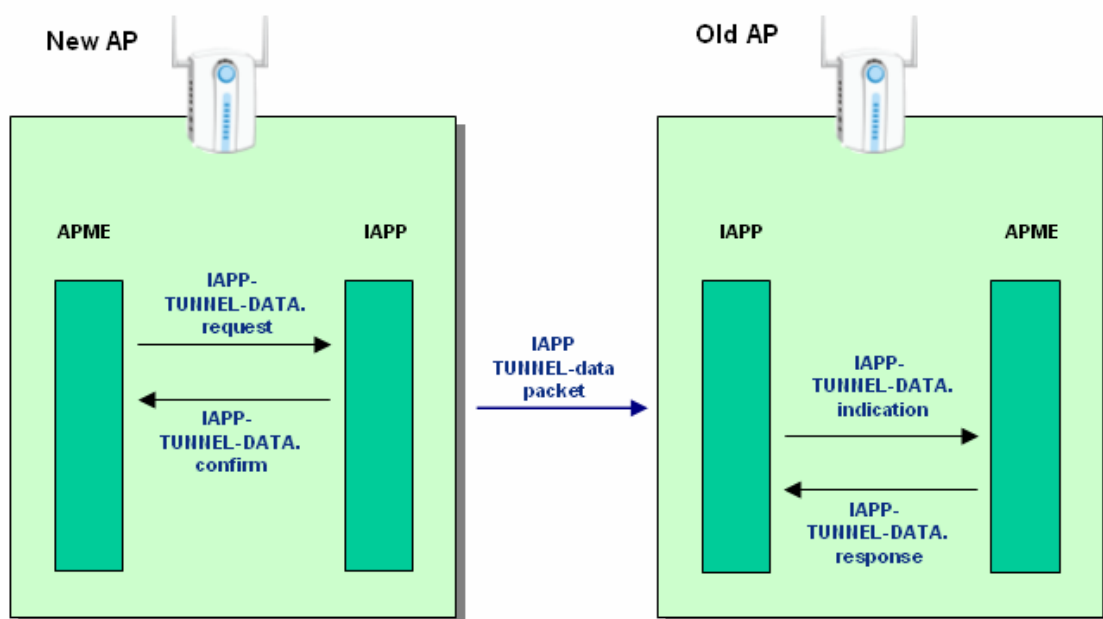 New AP
Old AP
APME
IAPP
IAPP
APME
IAPP-
TUNNEL-DATA.
request
IAPP-
TUNNEL-DATA.
confirm
IAPP
TUNNEL-data
packet
IAPP-
TUNNEL-DATA.
indication
IAPP-
TUNNEL-DATA.
response